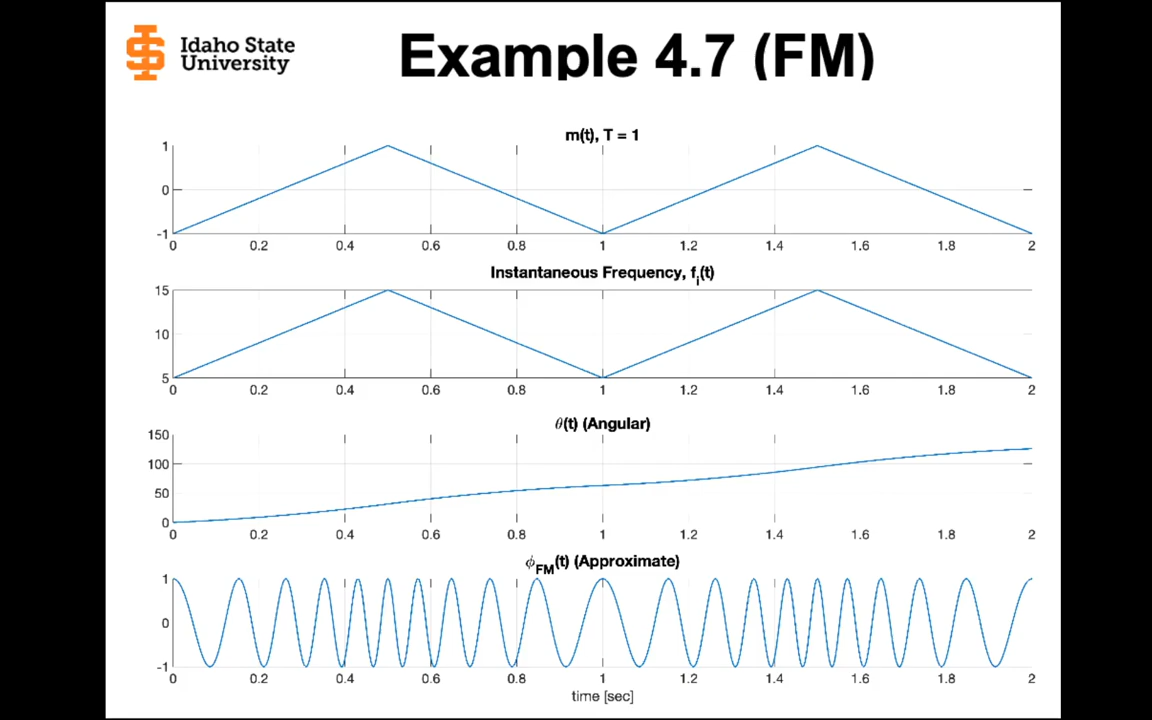 Idaho State
University
Example 4.7 (FM)
m(t), T = 1
1
0
-1
0 0.2 0.4 0.6 0.8 1 1.2 1.4 1.6 1.8 2
Instantaneous Frequency, fi(t)
15
10
5
0 0.2 0.4 0.6 0.8 1 1.2 1.4 1.6 1.8 2
θ(t) (Angular)
150
100
50
0
0 0.2 0.4 0.6 0.8 1 1.2 1.4 1.6 1.8 2
ϕFM(t) (Approximate)
1
0
-1
0 0.2 0.4 0.6 0.8 1 1.2 1.4 1.6 1.8 2
time [sec]